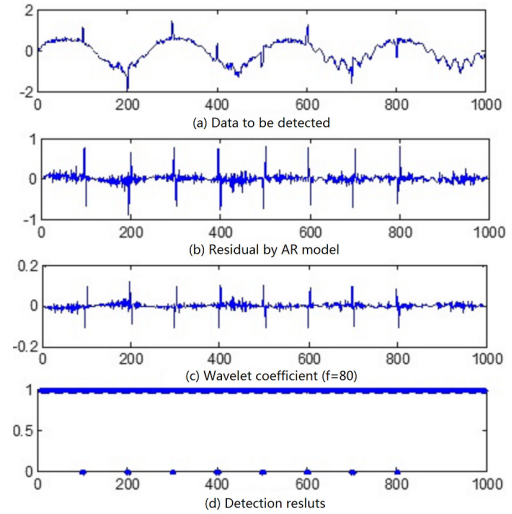 2
0
-2
0 200 400 600 800 1000
(a) Data to be detected
1
0
-1
0 200 400 600 800 1000
(b) Residual by AR model
0.2
0
-0.2
0 200 400 600 800 1000
(c) Wavelet coefficient (f=80)
1
0.5
0
0 200 400 600 800 1000
(d) Detection resluts